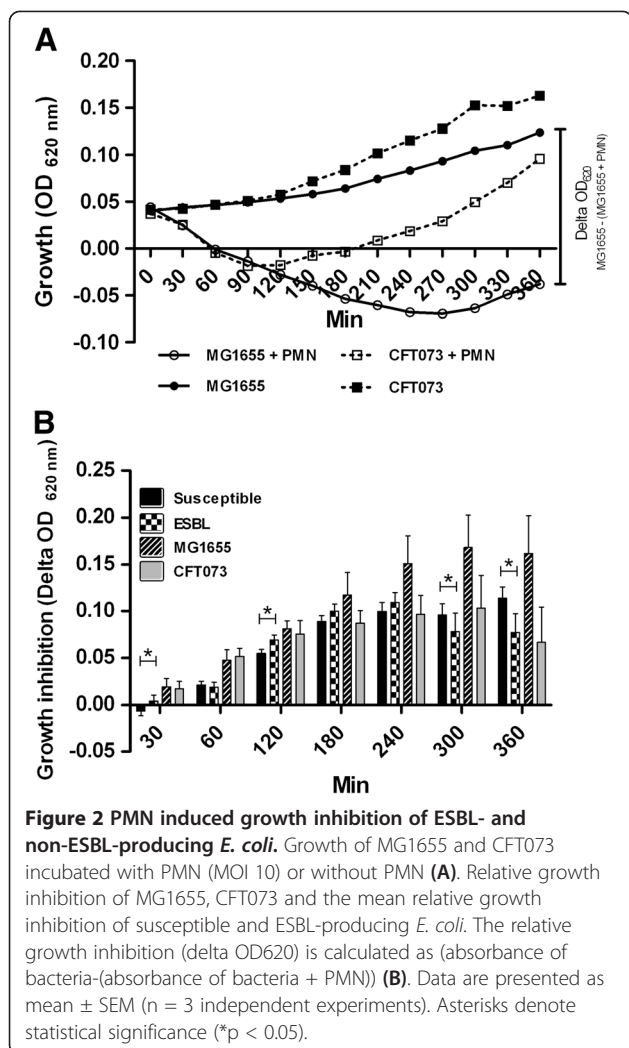 A
0.20
0.15
0.10
0.05
0.00
-0.05
-0.10
Growth (OD 620 nm)
0 30 60 90 120 150 180 210 240 270 300 330 360
Min
Delta OD620
MG1655 - (MG1655 + PMN)
MG1655 + PMN
CFT073 + PMN
MG1655
CFT073
B
0.25
0.20
0.15
0.10
0.05
0.00
-0.05
Growth inhibition (Delta OD 620 nm)
Susceptible
ESBL
MG1655
CFT073
* * * *
30 60 120 180 240 300 360
Min
Figure 2 PMN induced growth inhibition of ESBL- and
non-ESBL-producing E. coli. Growth of MG1655 and CFT073
incubated with PMN (MOI 10) or without PMN (A). Relative growth
inhibition of MG1655, CFT073 and the mean relative growth
inhibition of susceptible and ESBL-producing E. coli. The relative
growth inhibition (delta OD620) is calculated as (absorbance of
bacteria-(absorbance of bacteria + PMN)) (B). Data are presented as
mean ± SEM (n = 3 independent experiments). Asterisks denote
statistical significance (*p < 0.05).